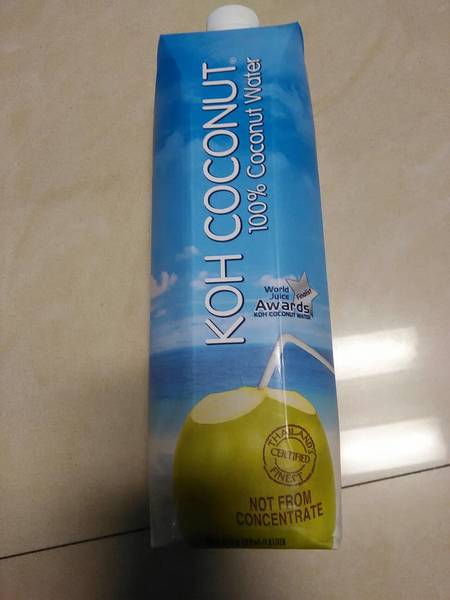 KOH COCONUT®
100% Coconut Water
World
Juice
Finalist
Awards
KOH COCONUT WATER
THAILAND'S
CERTIFIED
FINEST
NOT FROM
CONCENTRATE